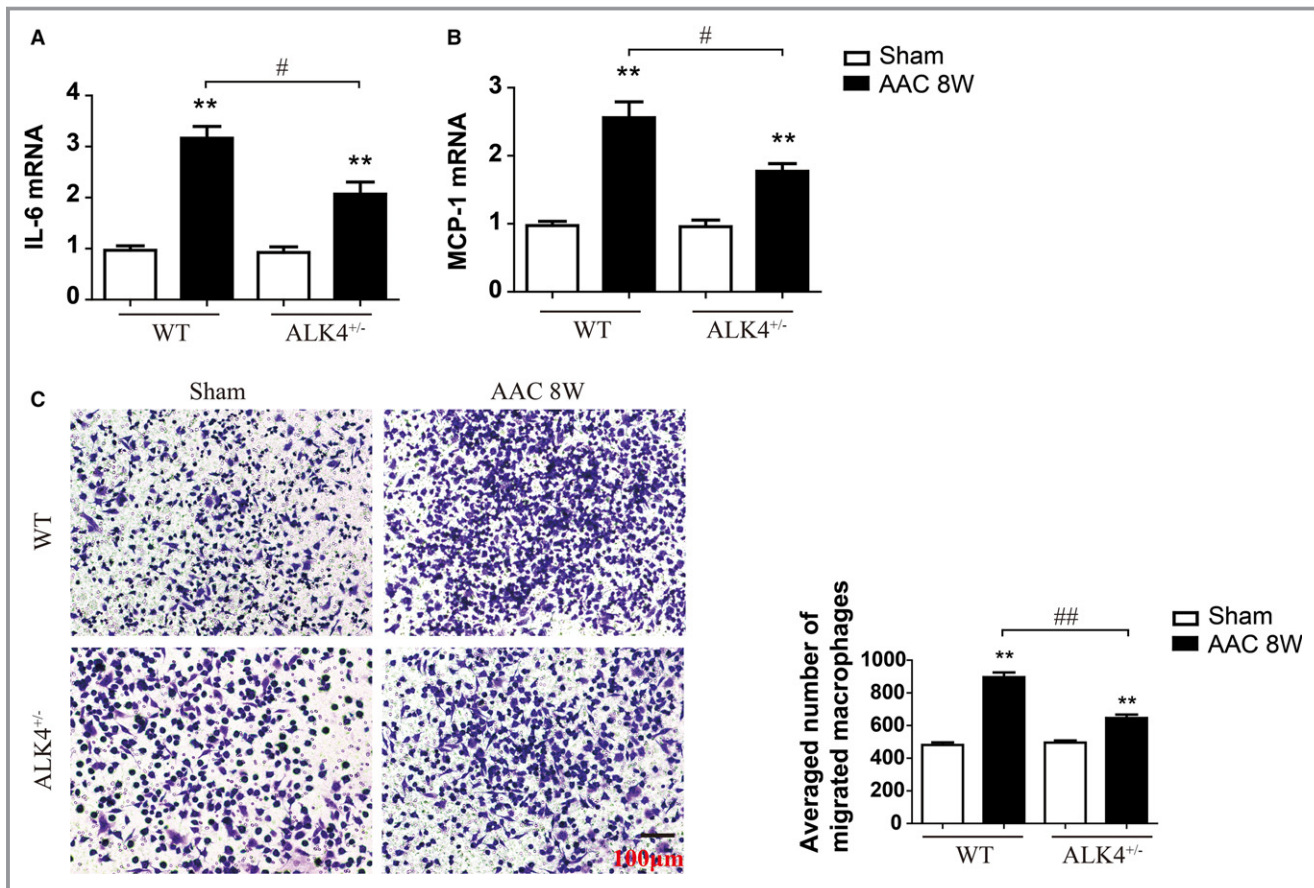 A
IL-6 mRNA
4
3
2
1
0
**
**
#
WT
ALK4+/-
B
MCP-1 mRNA
3
2
1
0
**
**
#
WT
ALK4+/-
Sham
AAC 8W
C
Sham
AAC 8W
WT
ALK4+/-
100μm
Averaged number of
migrated macrophages
1000
800
600
400
200
0
**
**
##
WT
ALK4+/-
Sham
AAC 8W